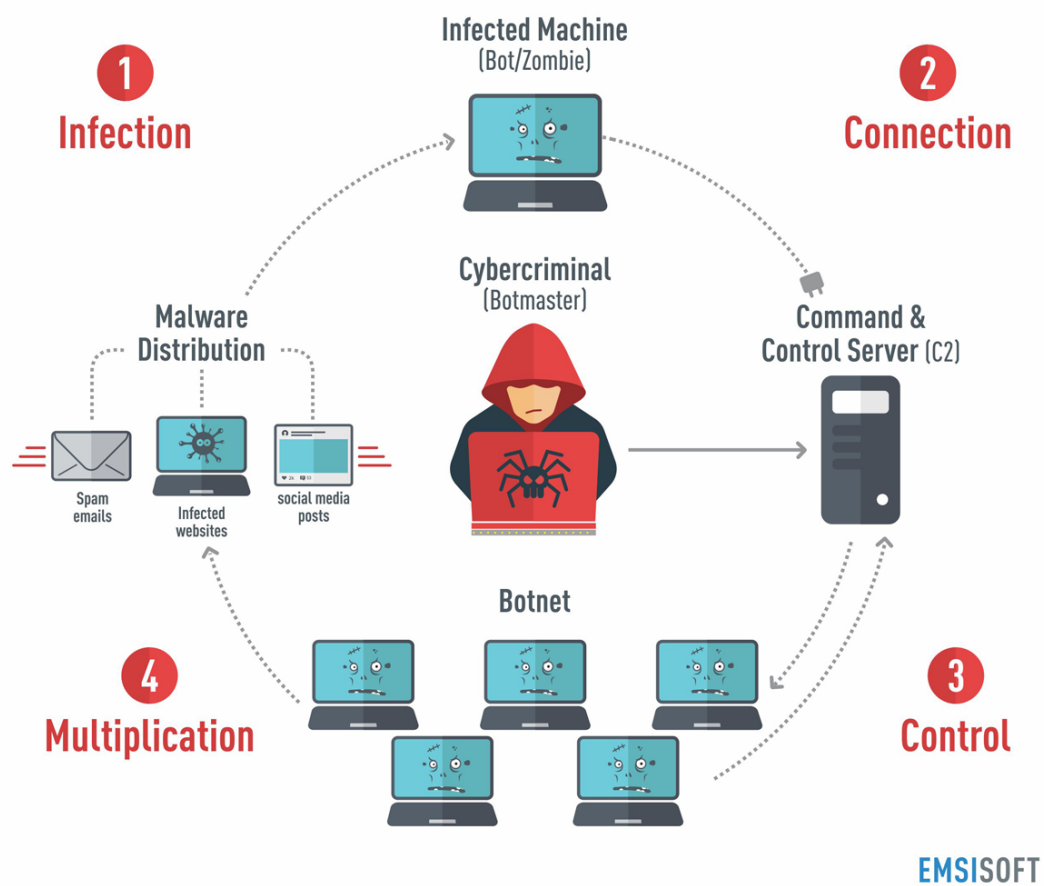 Infected Machine
(Bot/Zombie)
1
Infection
2
Connection
Cybercriminal
(Botmaster)
Malware
Distribution
Command &
Control Server (C2)
Spam
emails
Infected
websites
social media
posts
Botnet
4
Multiplication
3
Control
EMSISOFT